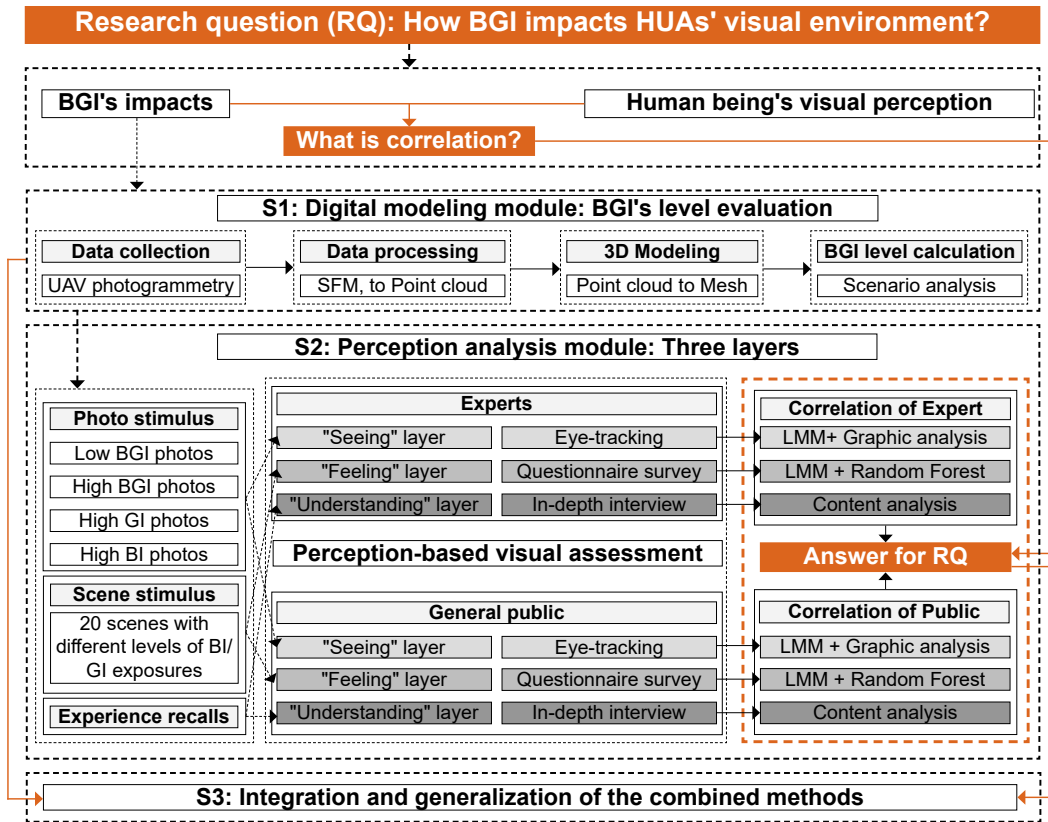 Research question (RQ): How BGI impacts HUAs' visual environment?
BGI's impacts
Human being's visual perception
What is correlation?
S1: Digital modeling module: BGI's level evaluation
Data collection
UAV photogrammetry
Data processing
SFM, to Point cloud
3D Modeling
Point cloud to Mesh
BGI level calculation
Scenario analysis
S2: Perception analysis module: Three layers
Photo stimulus
Low BGI photos
High BGI photos
High GI photos
High BI photos
Scene stimulus
20 scenes with
different levels of BI/
GI exposures
Experience recalls
Experts
"Seeing" layer
Eye-tracking
"Feeling" layer
Questionnaire survey
"Understanding" layer
In-depth interview
Perception-based visual assessment
General public
"Seeing" layer
Eye-tracking
"Feeling" layer
Questionnaire survey
"Understanding" layer
In-depth interview
Correlation of Expert
LMM+ Graphic analysis
LMM + Random Forest
Content analysis
Answer for RQ
Correlation of Public
LMM + Graphic analysis
LMM + Random Forest
Content analysis
S3: Integration and generalization of the combined methods